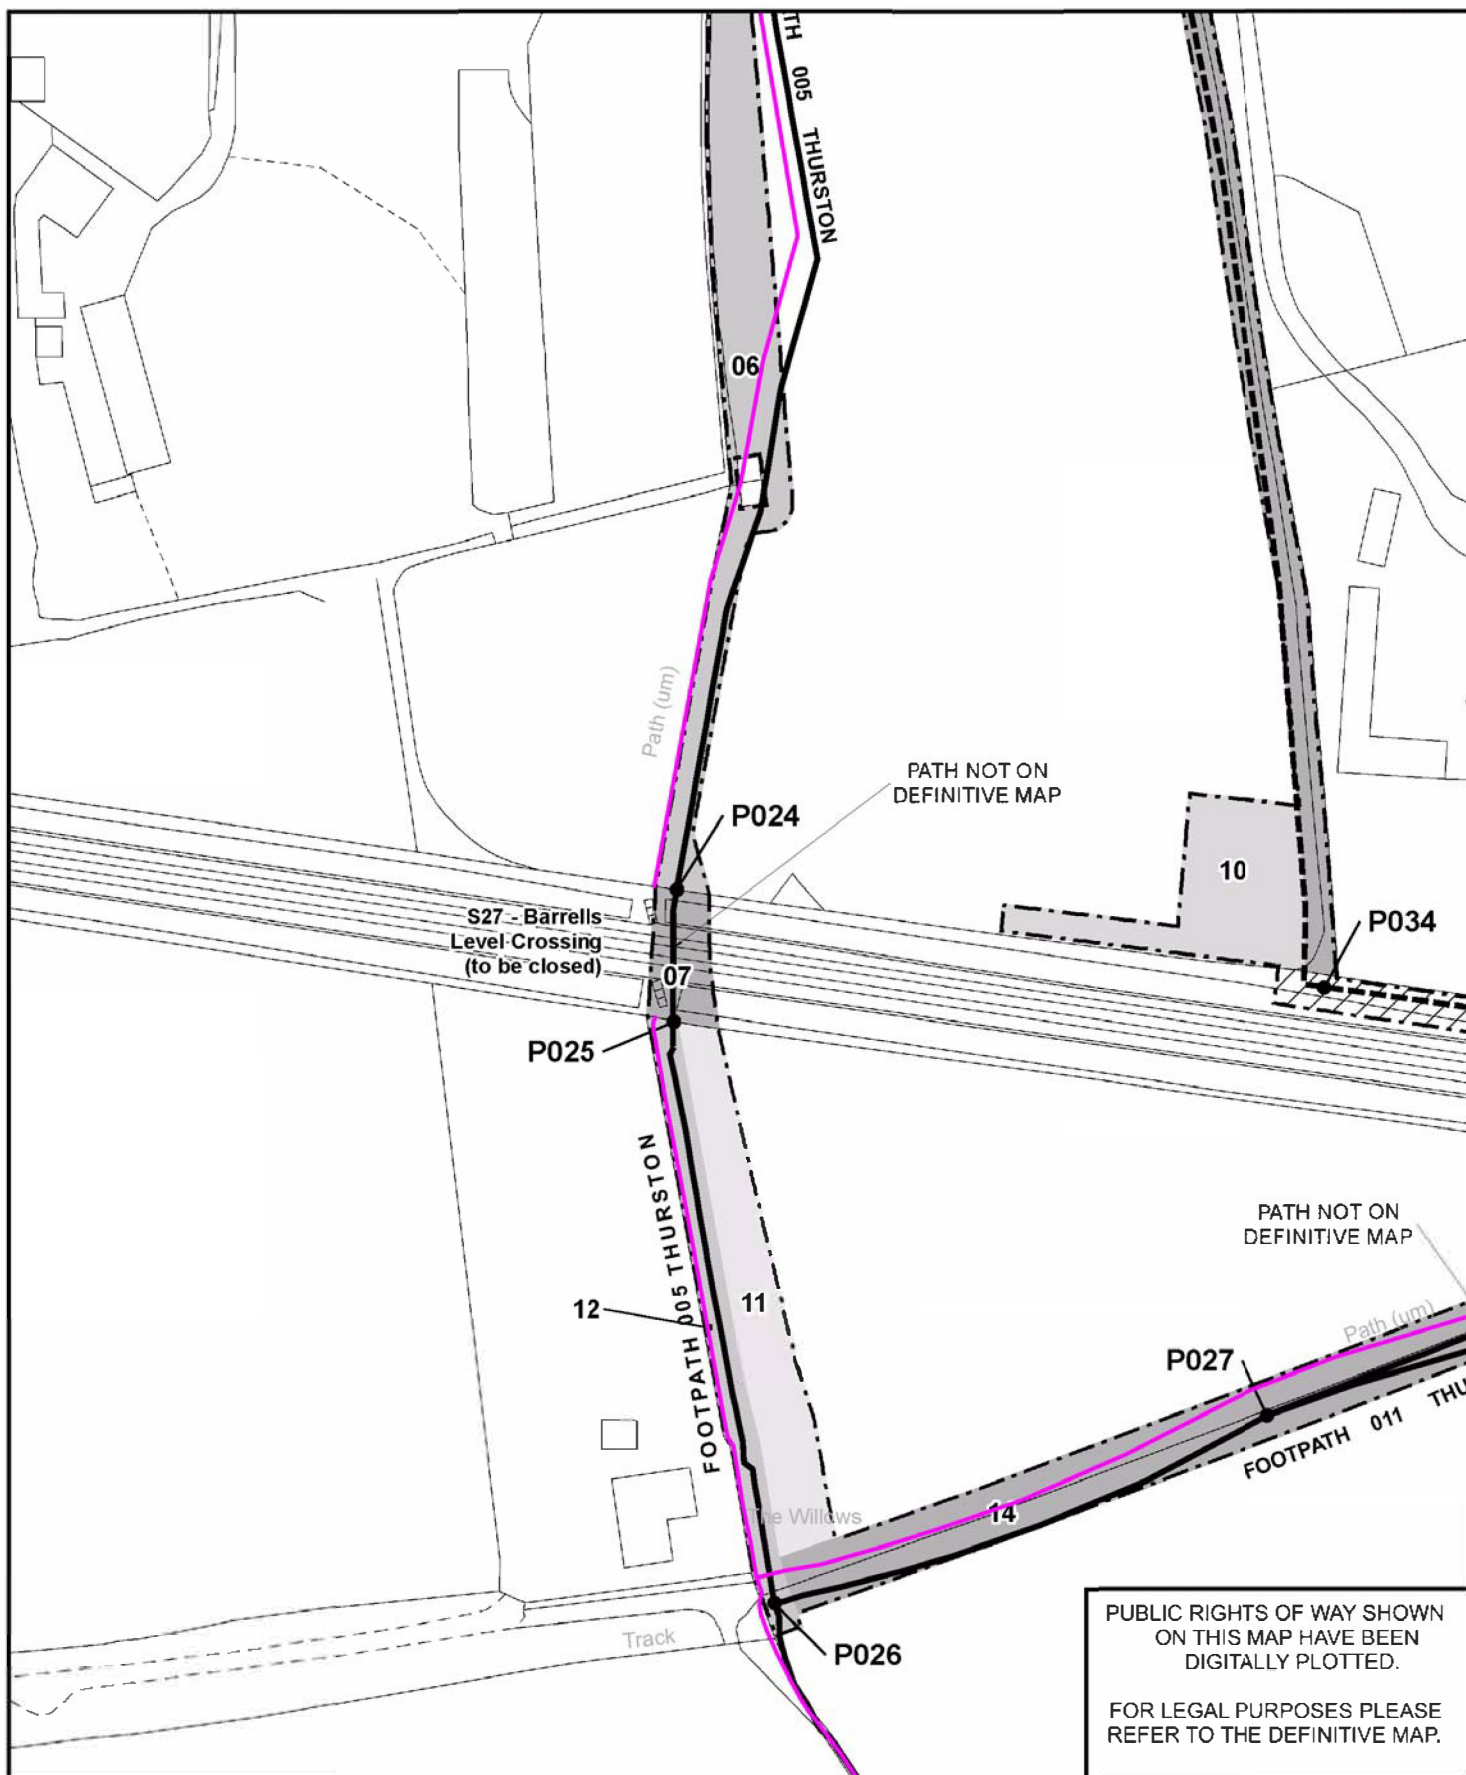 TH 005 THURSTON
06
Path (um)
PATH NOT ON
DEFINITIVE MAP
P024
10
S27 - Barrells
Level Crossing
(to be closed)
P034
07
P025
FOOTPATH 005 THURSTON
PATH NOT ON
DEFINITIVE MAP
12
11
Path (um)
P027
FOOTPATH 011 THU
14
The Willows
Track
P026
PUBLIC RIGHTS OF WAY SHOWN
ON THIS MAP HAVE BEEN
DIGITALLY PLOTTED.
FOR LEGAL PURPOSES PLEASE
REFER TO THE DEFINITIVE MAP.